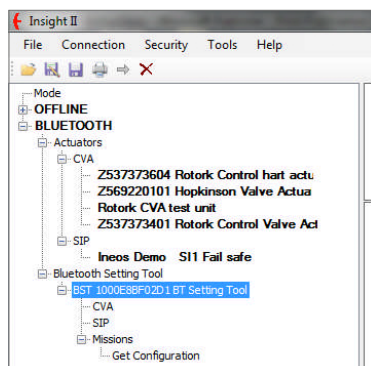 Insight II
File Connection Security Tools Help
Mode
OFFLINE
BLUETOOTH
Actuators
CVA
Z537373604 Rotork Control hart actu
Z569220101 Hopkinson Valve Actua
Rotork CVA test unit
Z537373401 Rotork Control Valve Act
SIP
Ineos Demo SI1 Fail safe
Bluetooth Setting Tool
BST 1000E8BF02D1 BT Setting Tool
CVA
SIP
Missions
Get Configuration